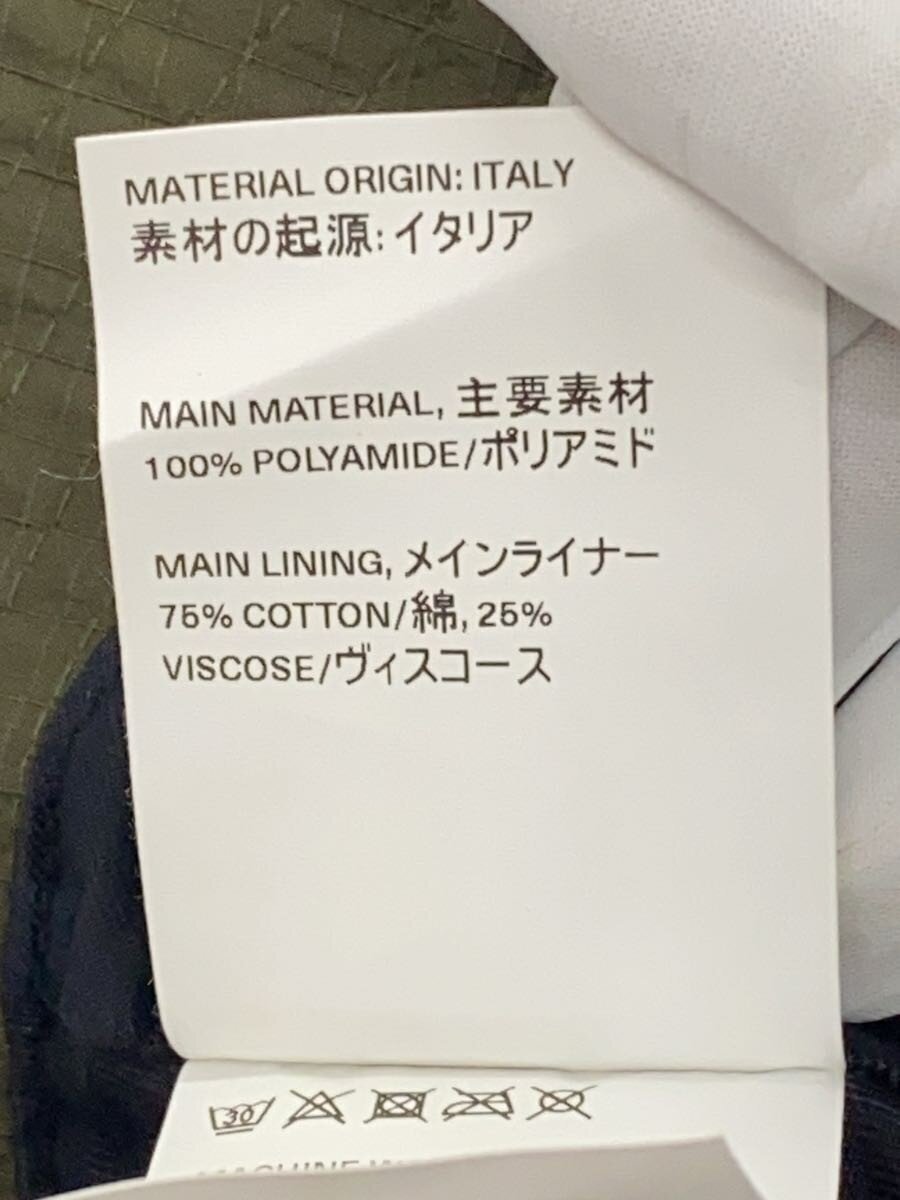 MATERIAL ORIGIN: ITALY
素材の起源: イタリア
MAIN MATERIAL, 主要素材
100% POLYAMIDE/ポリアミド
MAIN LINING, メインライナー
75% COTTON/綿, 25%
VISCOSE/ヴィスコース
30
MACHINE